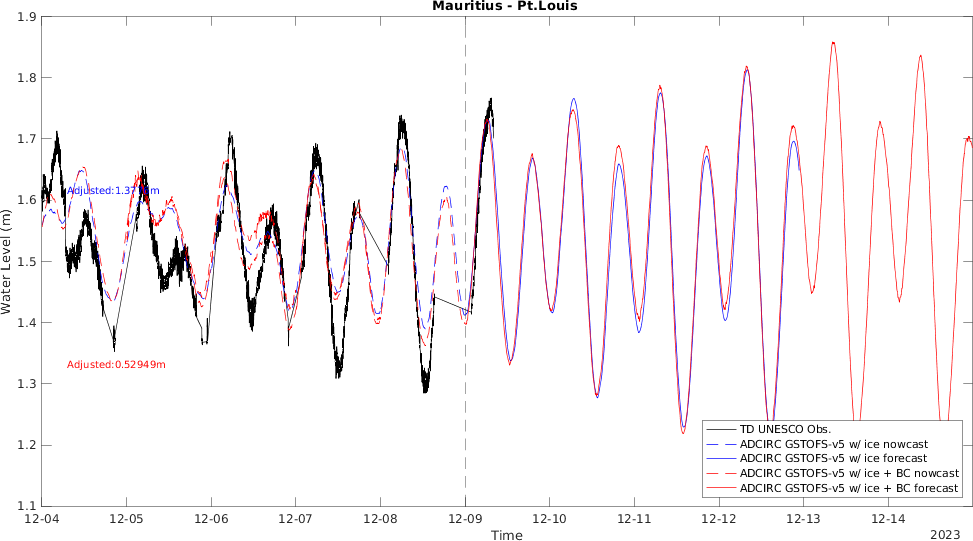 Mauritius - Pt.Louis
1.9
1.8
1.7
1.6
1.5
1.4
1.3
1.2
1.1
Water Level (m)
Adjusted:0.52949m
TD UNESCO Obs.
ADCIRC GSTOFS-v5 w/ ice nowcast
ADCIRC GSTOFS-v5 w/ ice forecast
ADCIRC GSTOFS-v5 w/ ice + BC nowcast
ADCIRC GSTOFS-v5 w/ ice + BC forecast
12-04 12-05 12-06 12-07 12-08 12-09 12-10 12-11 12-12 12-13 12-14
Time
2023